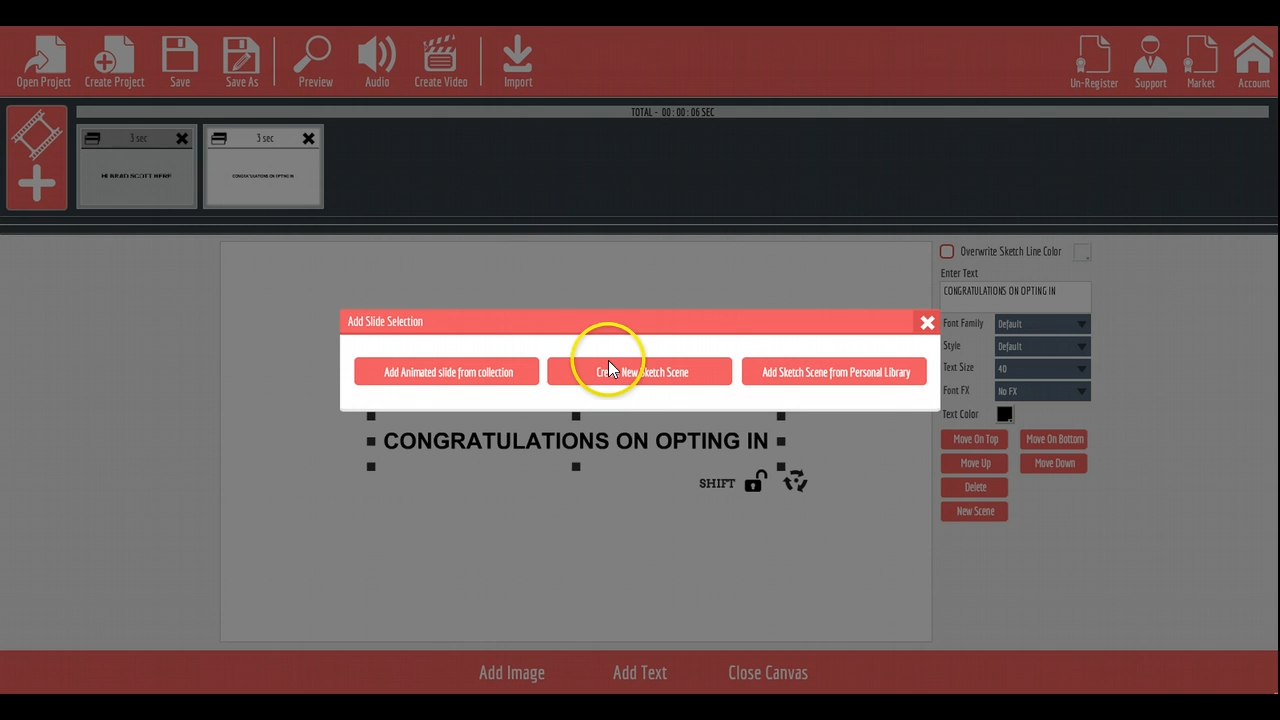 Open Project Create Project Save Save As Preview Audio Create Video Import Un-Register Support Market Account
TOTAL - 00 : 00 : 06 SEC
3 sec 3 sec
HI BRAD SCOTT HERE CONGRATULATIONS ON OPTING IN
Overwrite Sketch Line Color
Enter Text
CONGRATULATIONS ON OPTING IN
Add Slide Selection
Font Family Default
Style Default
Add Animated slide from collection Create New Sketch Scene Add Sketch Scene from Personal Library
Text Size 40
Font FX No FX
Text Color
CONGRATULATIONS ON OPTING IN
Move On Top Move On Bottom
Move Up Move Down
SHIFT
Delete
New Scene
Add Image Add Text Close Canvas